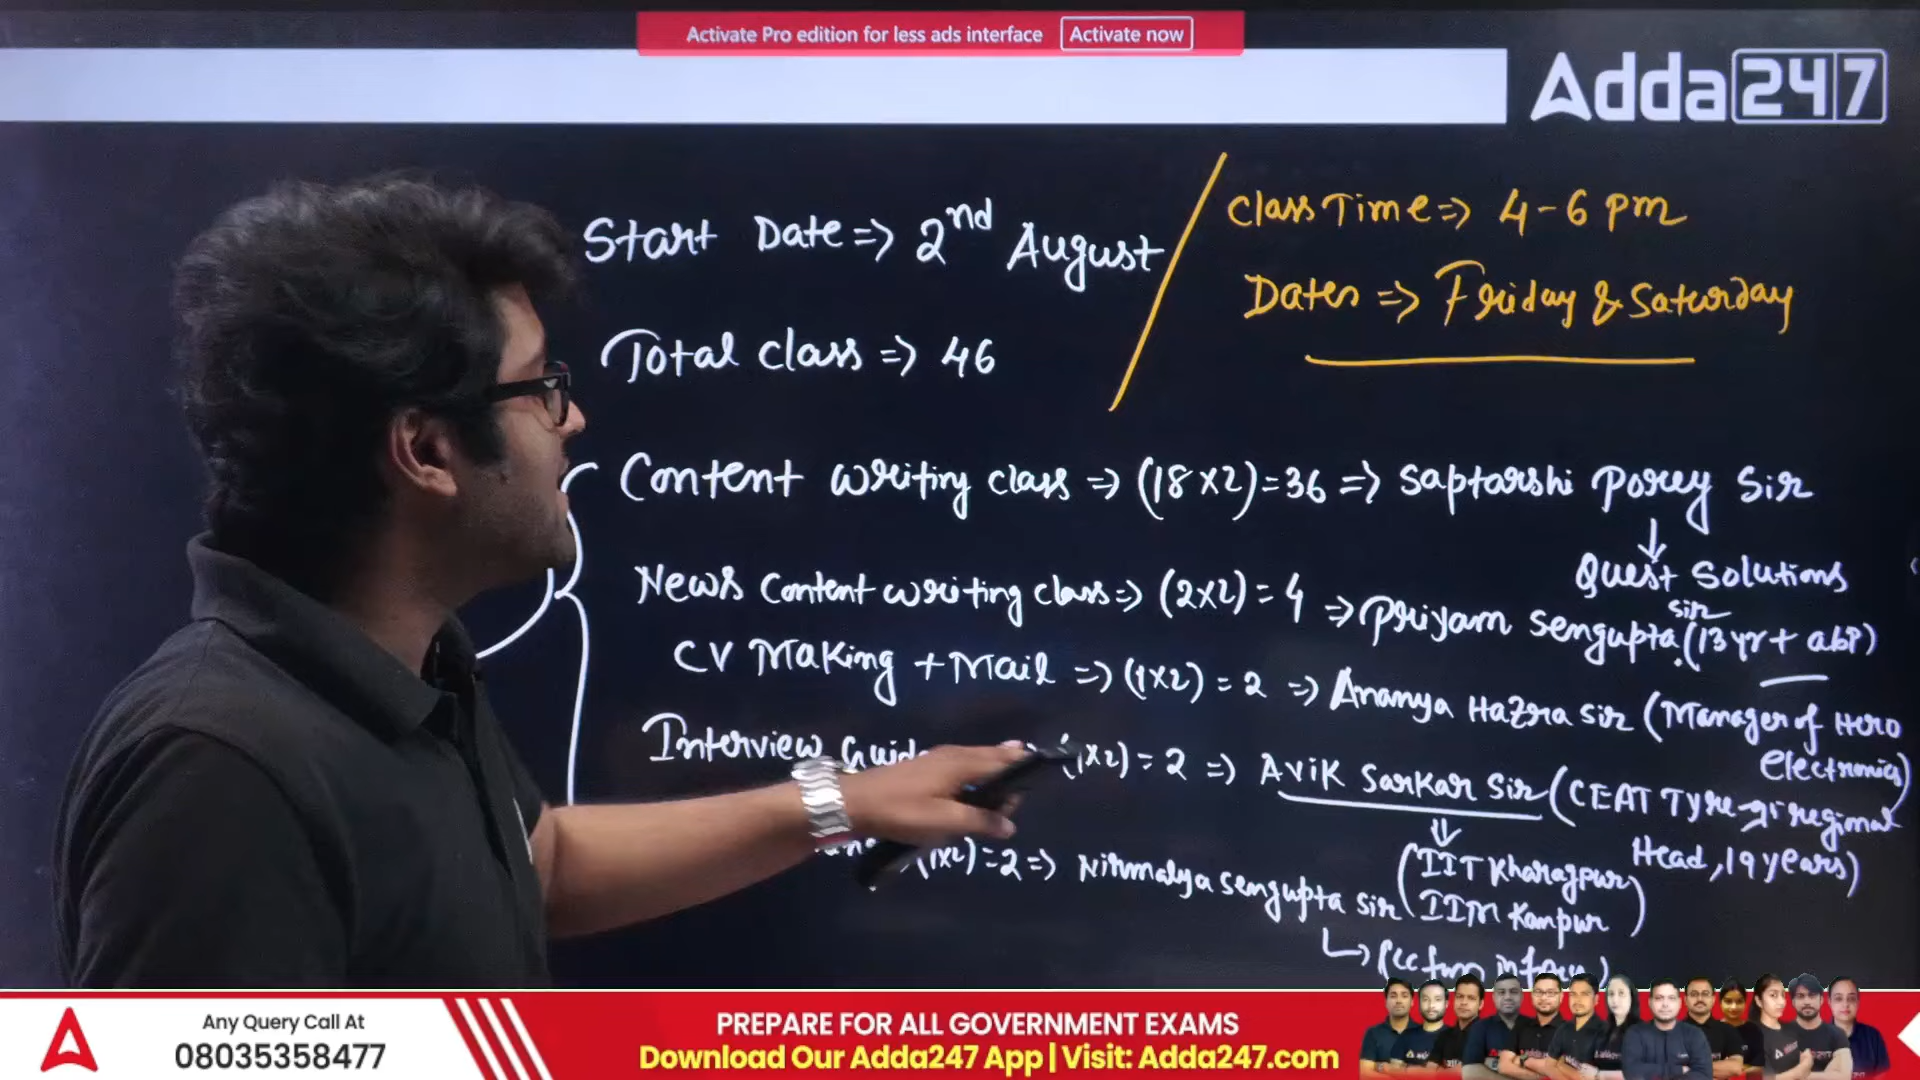 Activate Pro edition for less ads interface Activate now
Adda247
Start Date => 2nd August
Class Time => 4-6 pm
Dates => Friday & Saturday
Total class => 46
Content writing class => (18x2)=36 => Saptarshi Porey Sir
Quest Solutions
News Content writing class => (2x2)=4 => Priyam Sengupta sir (13 yr + abp)
CV Making + Mail => (1x2) = 2 => Ananya Hazra sir (Manager of Hero Electronics)
Interview (1x2) = 2 => Avik Sarkar Sir (CEAT Tyre regional Head, 19 years)
(1x2)=2 => Nirmalya Sengupta sir
(IIT Kharagpur
IIM Kanpur)
Any Query Call At
08035358477
PREPARE FOR ALL GOVERNMENT EXAMS
Download Our Adda247 App | Visit: Adda247.com